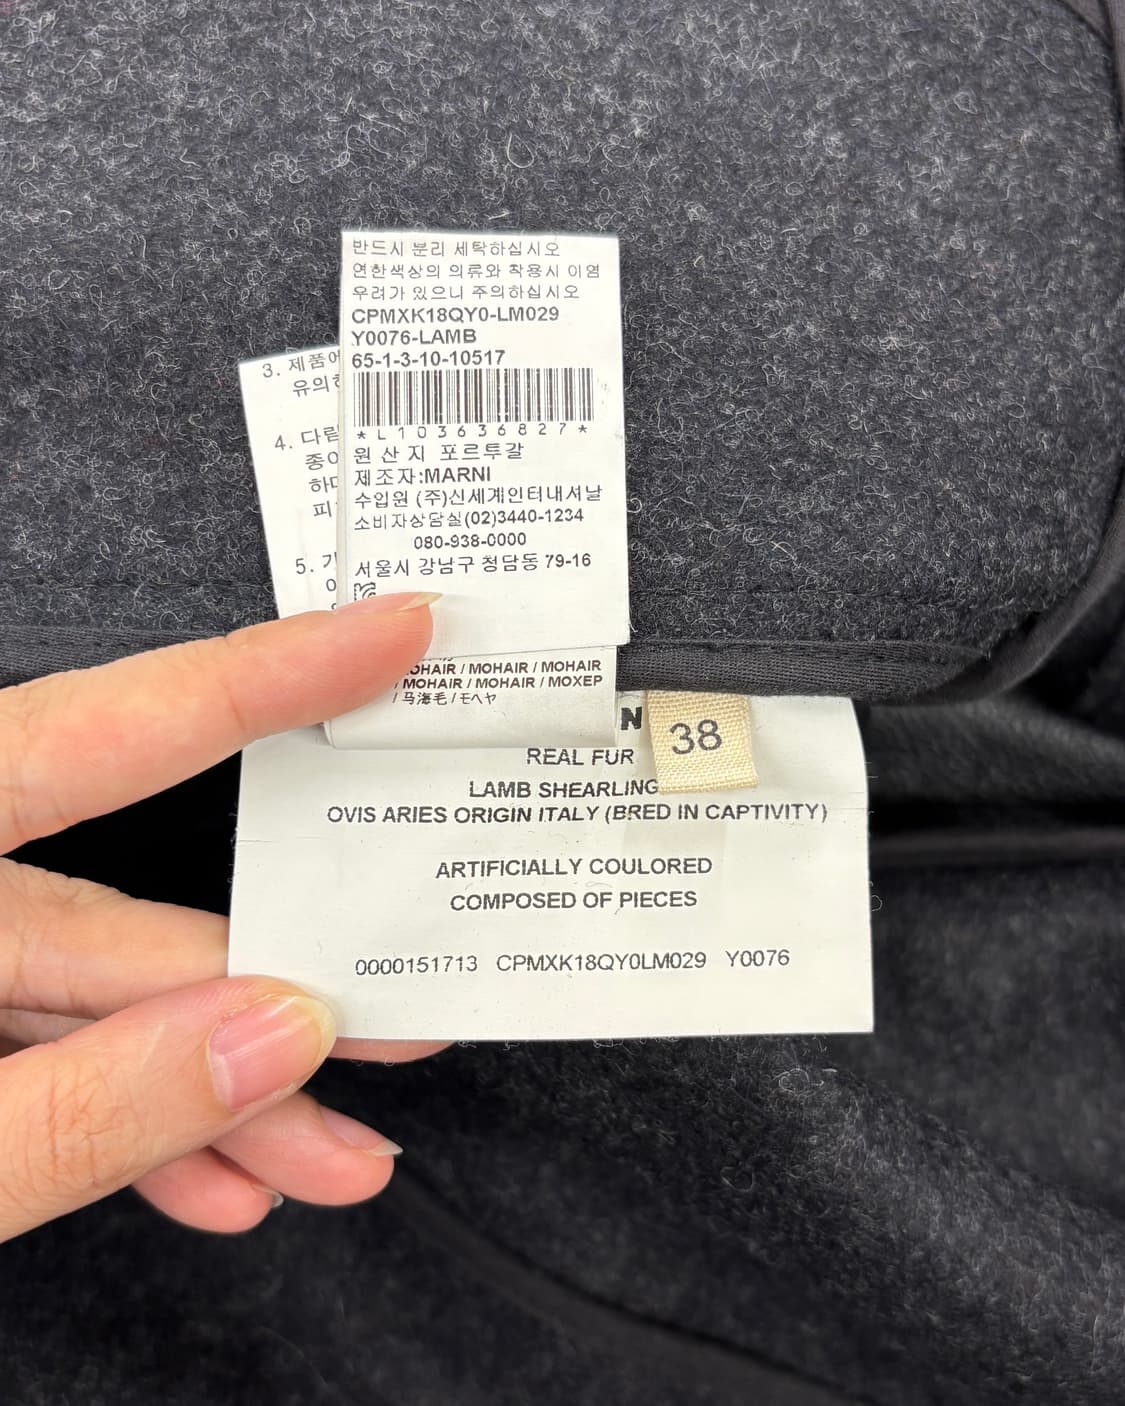 반드시 분리 세탁하십시오
연한색상의 의류와 착용시 이염
우려가 있으니 주의하십시오
CPMXK18QY0-LM029
Y0076-LAMB
65-1-3-10-10517
*L103636827*
원산지 포르투갈
제조자:MARNI
수입원 (주)신세계인터내셔날
소비자상담실(02)3440-1234
080-938-0000
서울시 강남구 청담동 79-16
3. 제품에
유의
4. 다림
종이
하
피
5.
/ MOHAIR / MOHAIR
/ MOHAIR / MOHAIR / MOXEP
/ 马海毛 / モヘヤ
N
38
REAL FUR
LAMB SHEARLING
OVIS ARIES ORIGIN ITALY (BRED IN CAPTIVITY)
ARTIFICIALLY COULORED
COMPOSED OF PIECES
0000151713 CPMXK18QY0LM029 Y0076